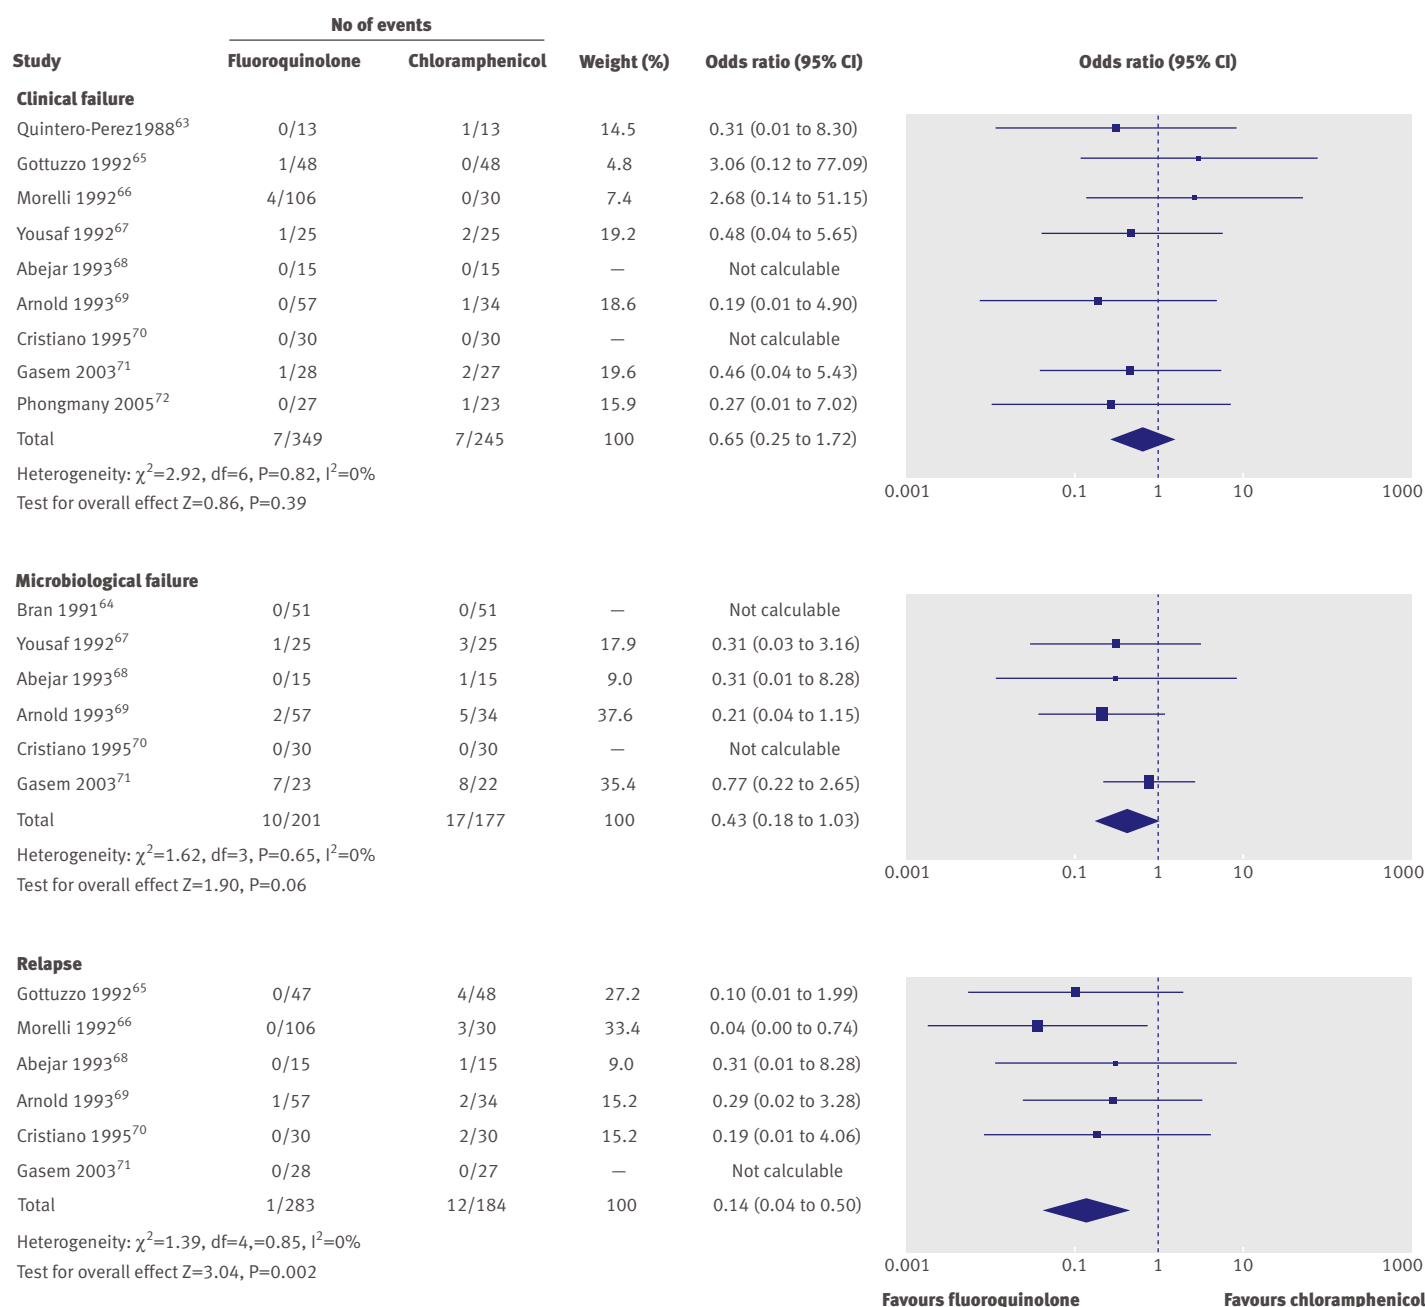 No of events
Study Fluoroquinolone Chloramphenicol Weight (%) Odds ratio (95% CI) Odds ratio (95% CI)
Clinical failure
Quintero-Perez1988⁶³ 0/13 1/13 14.5 0.31 (0.01 to 8.30)
Gottuzzo 1992⁶⁵ 1/48 0/48 4.8 3.06 (0.12 to 77.09)
Morelli 1992⁶⁶ 4/106 0/30 7.4 2.68 (0.14 to 51.15)
Yousaf 1992⁶⁷ 1/25 2/25 19.2 0.48 (0.04 to 5.65)
Abejar 1993⁶⁸ 0/15 0/15 — Not calculable
Arnold 1993⁶⁹ 0/57 1/34 18.6 0.19 (0.01 to 4.90)
Cristiano 1995⁷⁰ 0/30 0/30 — Not calculable
Gasem 2003⁷¹ 1/28 2/27 19.6 0.46 (0.04 to 5.43)
Phongmany 2005⁷² 0/27 1/23 15.9 0.27 (0.01 to 7.02)
Total 7/349 7/245 100 0.65 (0.25 to 1.72)
Heterogeneity: χ²=2.92, df=6, P=0.82, I²=0%
Test for overall effect Z=0.86, P=0.39
0.001 0.1 1 10 1000
Microbiological failure
Bran 1991⁶⁴ 0/51 0/51 — Not calculable
Yousaf 1992⁶⁷ 1/25 3/25 17.9 0.31 (0.03 to 3.16)
Abejar 1993⁶⁸ 0/15 1/15 9.0 0.31 (0.01 to 8.28)
Arnold 1993⁶⁹ 2/57 5/34 37.6 0.21 (0.04 to 1.15)
Cristiano 1995⁷⁰ 0/30 0/30 — Not calculable
Gasem 2003⁷¹ 7/23 8/22 35.4 0.77 (0.22 to 2.65)
Total 10/201 17/177 100 0.43 (0.18 to 1.03)
Heterogeneity: χ²=1.62, df=3, P=0.65, I²=0%
Test for overall effect Z=1.90, P=0.06
0.001 0.1 1 10 1000
Relapse
Gottuzzo 1992⁶⁵ 0/47 4/48 27.2 0.10 (0.01 to 1.99)
Morelli 1992⁶⁶ 0/106 3/30 33.4 0.04 (0.00 to 0.74)
Abejar 1993⁶⁸ 0/15 1/15 9.0 0.31 (0.01 to 8.28)
Arnold 1993⁶⁹ 1/57 2/34 15.2 0.29 (0.02 to 3.28)
Cristiano 1995⁷⁰ 0/30 2/30 15.2 0.19 (0.01 to 4.06)
Gasem 2003⁷¹ 0/28 0/27 — Not calculable
Total 1/283 12/184 100 0.14 (0.04 to 0.50)
Heterogeneity: χ²=1.39, df=4,=0.85, I²=0%
Test for overall effect Z=3.04, P=0.002
0.001 0.1 1 10 1000
Favours fluoroquinolone Favours chloramphenicol